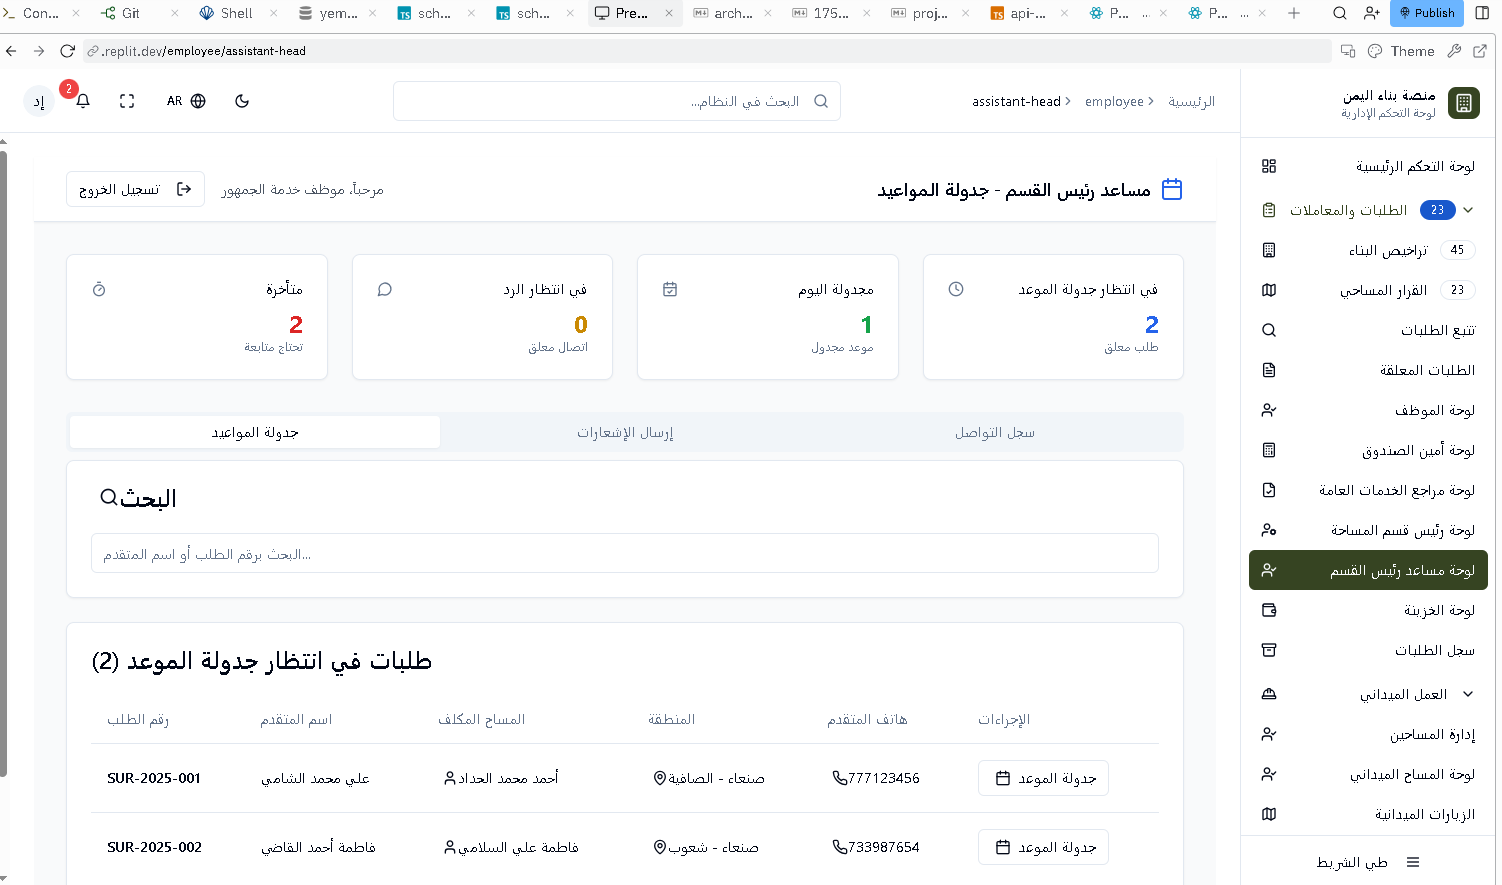 Con...
Git
Shell
yem...
sch...
sch...
Pre...
arch...
175...
proj...
api-...
P... ...
P... ...
Publish
.replit.dev/employee/assistant-head
Theme
منصة بناء اليمن
لوحة التحكم الإدارية
الرئيسية
employee
assistant-head
البحث في النظام...
AR
2
إد
لوحة التحكم الرئيسية
الطلبات والمعاملات 23
تراخيص البناء 45
القرار المساحي 23
تتبع الطلبات
الطلبات المعلقة
لوحة الموظف
لوحة أمين الصندوق
لوحة مراجع الخدمات العامة
لوحة رئيس قسم المساحة
لوحة مساعد رئيس القسم
لوحة الخزينة
سجل الطلبات
العمل الميداني
إدارة المساحين
لوحة المساح الميداني
الزيارات الميدانية
طي الشريط
مساعد رئيس القسم - جدولة المواعيد
مرحباً، موظف خدمة الجمهور
تسجيل الخروج
في انتظار جدولة الموعد
2
طلب معلق
مجدولة اليوم
1
موعد مجدول
في انتظار الرد
0
اتصال معلق
متأخرة
2
تحتاج متابعة
سجل التواصل
إرسال الإشعارات
جدولة المواعيد
البحث
البحث برقم الطلب أو اسم المتقدم...
طلبات في انتظار جدولة الموعد (2)
رقم الطلب اسم المتقدم المساح المكلف المنطقة هاتف المتقدم الإجراءات
SUR-2025-001 علي محمد الشامي أحمد محمد الحداد صنعاء - الصافية 777123456 جدولة الموعد
SUR-2025-002 فاطمة أحمد القاضي فاطمة علي السلامي صنعاء - شعوب 733987654 جدولة الموعد